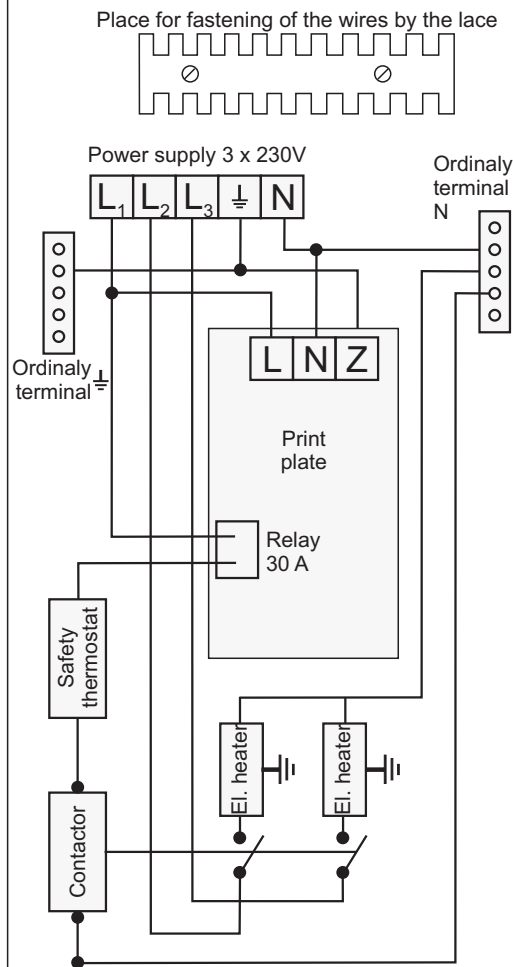 Place for fastening of the wires by the lace
Power supply 3 x 230V
L1 L2 L3 ⏚ N
Ordinaly
terminal
N
Ordinaly
terminal ⏚
L N Z
Print
plate
Relay
30 A
Safety
thermostat
El. heater
El. heater
Contactor